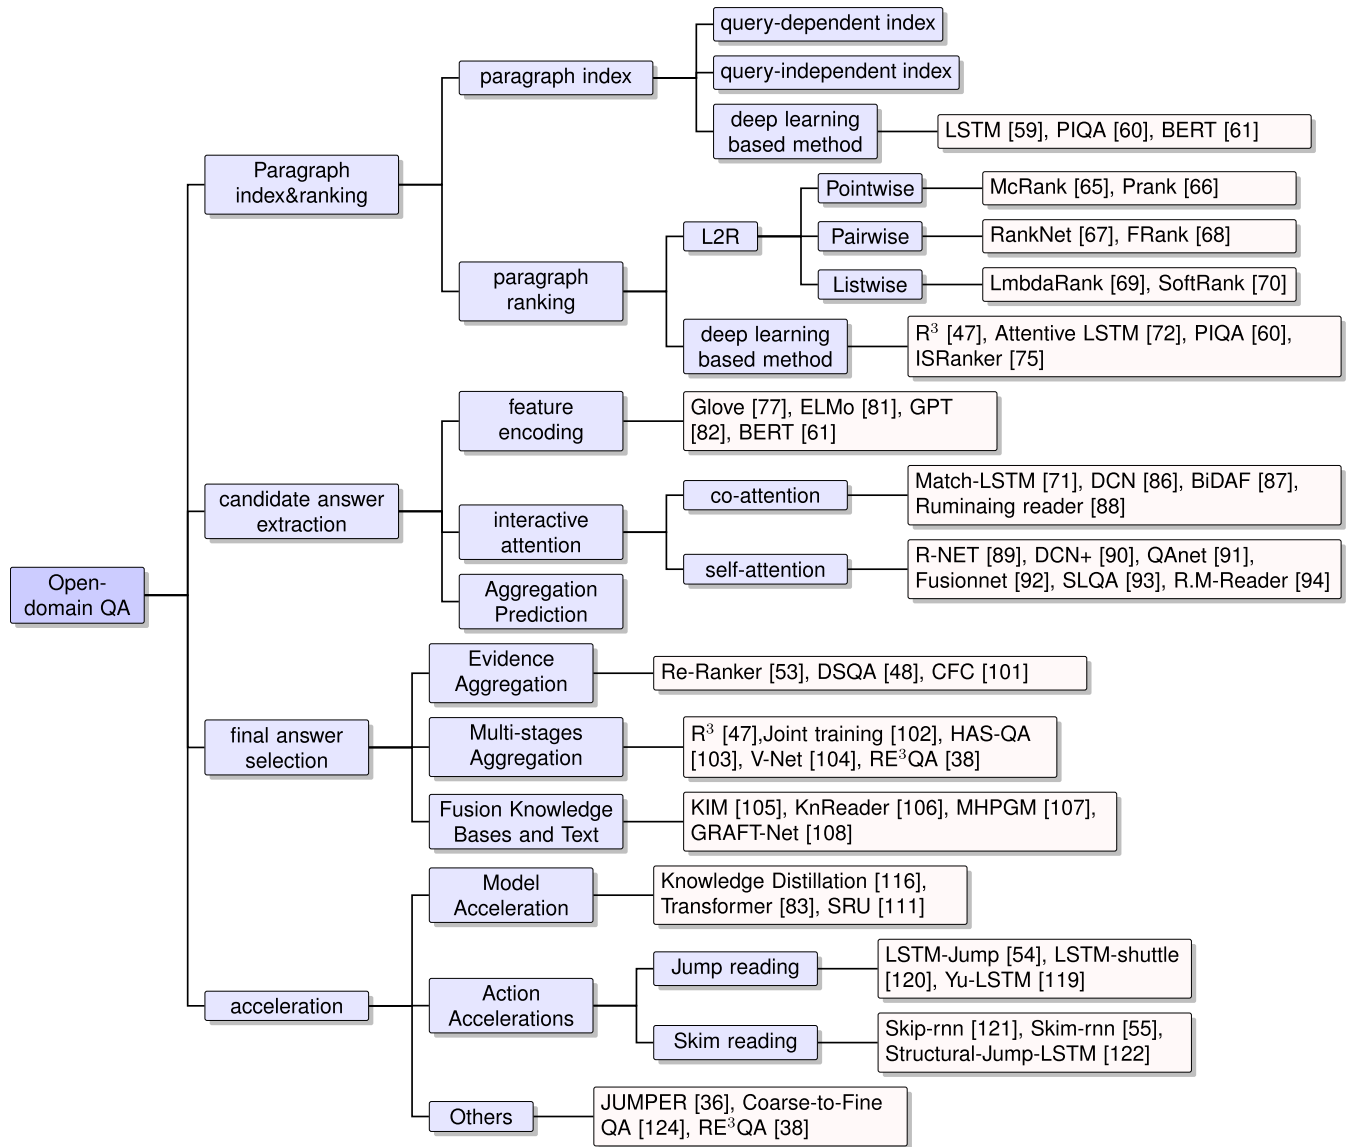 query-dependent index
paragraph index
query-independent index
deep learning
based method
LSTM [59], PIQA [60], BERT [61]
Paragraph
index&ranking
Pointwise
McRank [65], Prank [66]
L2R
Pairwise
RankNet [67], FRank [68]
paragraph
ranking
Listwise
LmbdaRank [69], SoftRank [70]
deep learning
based method
R³ [47], Attentive LSTM [72], PIQA [60],
ISRanker [75]
feature
encoding
Glove [77], ELMo [81], GPT
[82], BERT [61]
candidate answer
extraction
interactive
attention
co-attention
Match-LSTM [71], DCN [86], BiDAF [87],
Ruminaing reader [88]
self-attention
R-NET [89], DCN+ [90], QAnet [91],
Fusionnet [92], SLQA [93], R.M-Reader [94]
Open-
domain QA
Aggregation
Prediction
Evidence
Aggregation
Re-Ranker [53], DSQA [48], CFC [101]
final answer
selection
Multi-stages
Aggregation
R³ [47],Joint training [102], HAS-QA
[103], V-Net [104], RE³QA [38]
Fusion Knowledge
Bases and Text
KIM [105], KnReader [106], MHPGM [107],
GRAFT-Net [108]
Model
Acceleration
Knowledge Distillation [116],
Transformer [83], SRU [111]
acceleration
Action
Accelerations
Jump reading
LSTM-Jump [54], LSTM-shuttle
[120], Yu-LSTM [119]
Skim reading
Skip-rnn [121], Skim-rnn [55],
Structural-Jump-LSTM [122]
Others
JUMPER [36], Coarse-to-Fine
QA [124], RE³QA [38]